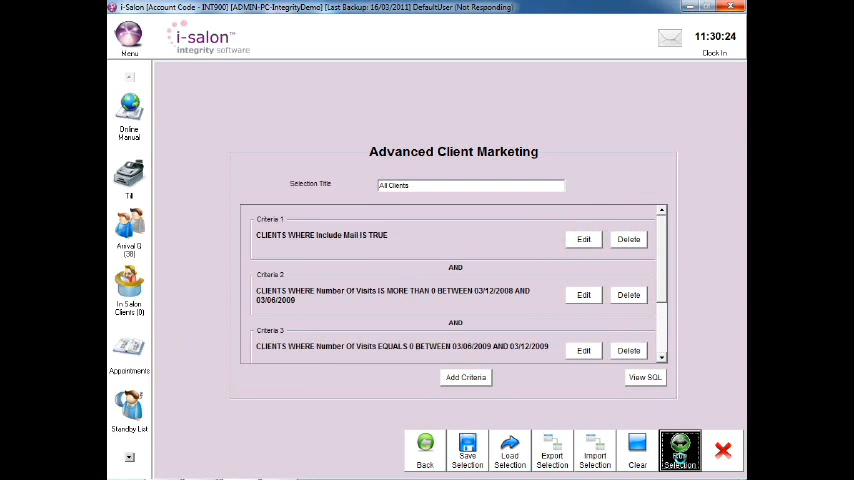 i-Salon [Account Code - INT900] [ADMIN-PC-IntegrityDemo] [Last Backup: 16/03/2011] DefaultUser (Not Responding)
Menu
i-salon™
integrity software
11:30:24
Clock In
Online
Manual
Till
Arrival Q
(38)
In Salon
Clients (0)
Appointments
Standby List
Advanced Client Marketing
Selection Title
All Clients
Criteria 1
CLIENTS WHERE Include Mail IS TRUE
Edit
Delete
AND
Criteria 2
CLIENTS WHERE Number Of Visits IS MORE THAN 0 BETWEEN 03/12/2008 AND
03/06/2009
Edit
Delete
AND
Criteria 3
CLIENTS WHERE Number Of Visits EQUALS 0 BETWEEN 03/06/2009 AND 03/12/2009
Edit
Delete
Add Criteria
View SQL
Back
Save
Selection
Load
Selection
Export
Selection
Import
Selection
Clear
Run
Selection